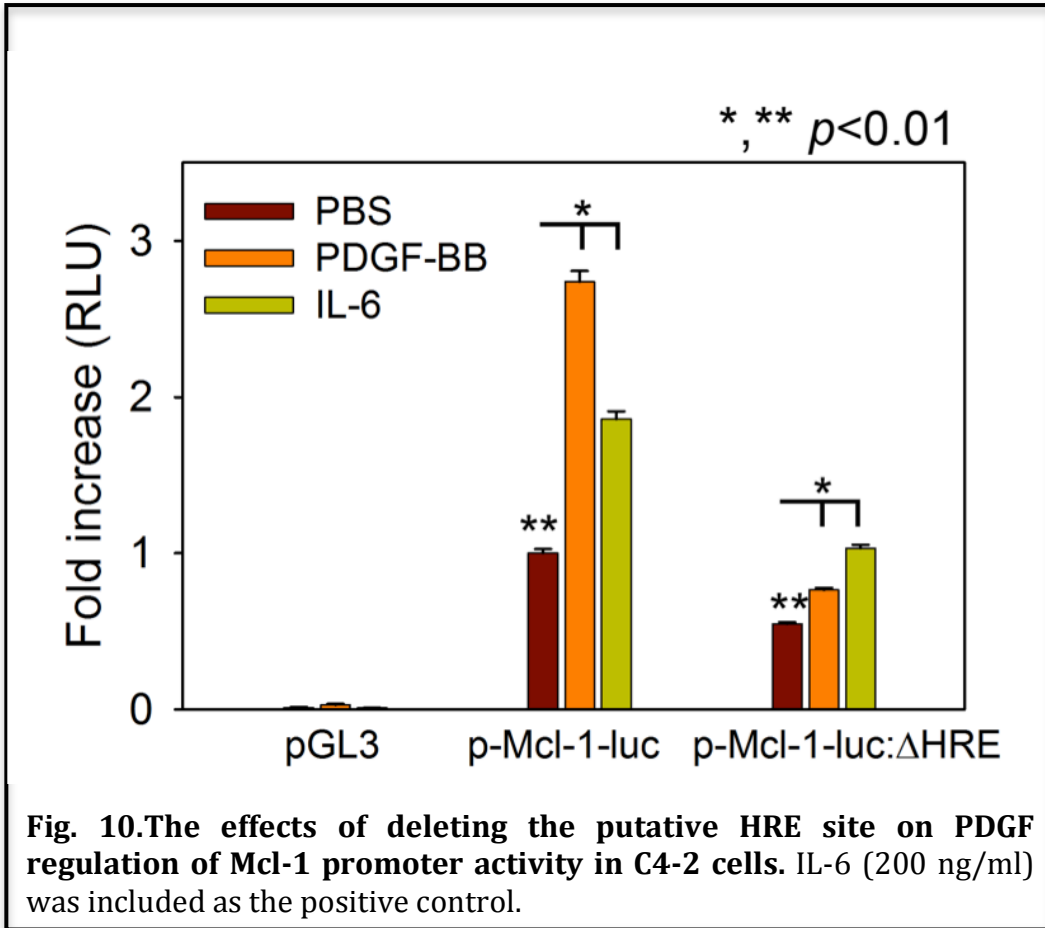 *,** p<0.01
PBS
PDGF-BB
IL-6
Fold increase (RLU)
3
2
1
0
*
**
*
**
pGL3
p-Mcl-1-luc
p-Mcl-1-luc:ΔHRE
Fig. 10.The effects of deleting the putative HRE site on PDGF
regulation of Mcl-1 promoter activity in C4-2 cells. IL-6 (200 ng/ml)
was included as the positive control.